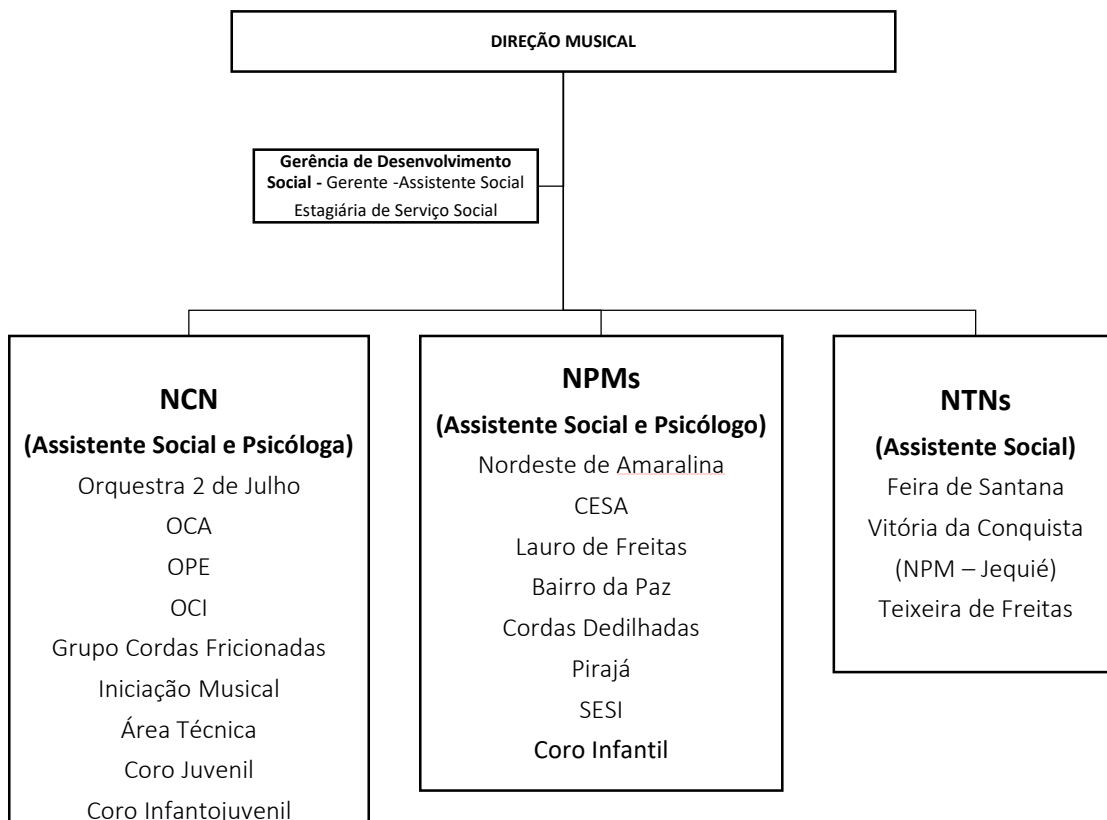 DIREÇÃO MUSICAL
Gerência de Desenvolvimento
Social - Gerente -Assistente Social
Estagiária de Serviço Social
NCN
(Assistente Social e Psicóloga)
Orquestra 2 de Julho
OCA
OPE
OCI
Grupo Cordas Friccionadas
Iniciação Musical
Área Técnica
Coro Juvenil
Coro Infantojuvenil
NPMs
(Assistente Social e Psicólogo)
Nordeste de Amaralina
CESA
Lauro de Freitas
Bairro da Paz
Cordas Dedilhadas
Pirajá
SESI
Coro Infantil
NTNs
(Assistente Social)
Feira de Santana
Vitória da Conquista
(NPM – Jequié)
Teixeira de Freitas